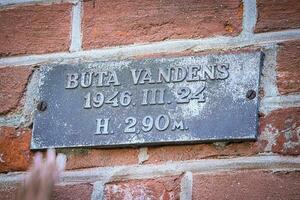 BUTA VANDENS
1946. III. 24
H. 2.90 M.